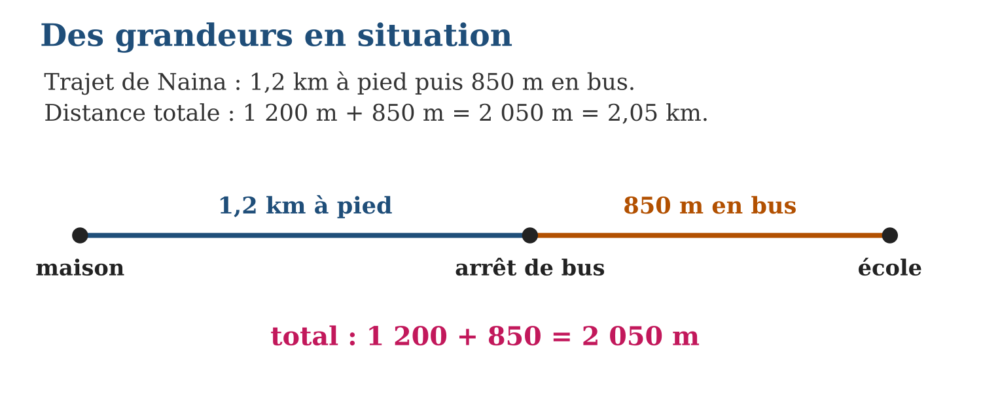 Des grandeurs en situation
Trajet de Naina : 1,2 km à pied puis 850 m en bus.
Distance totale : 1 200 m + 850 m = 2 050 m = 2,05 km.
1,2 km à pied
850 m en bus
maison
arrêt de bus
école
total : 1 200 + 850 = 2 050 m